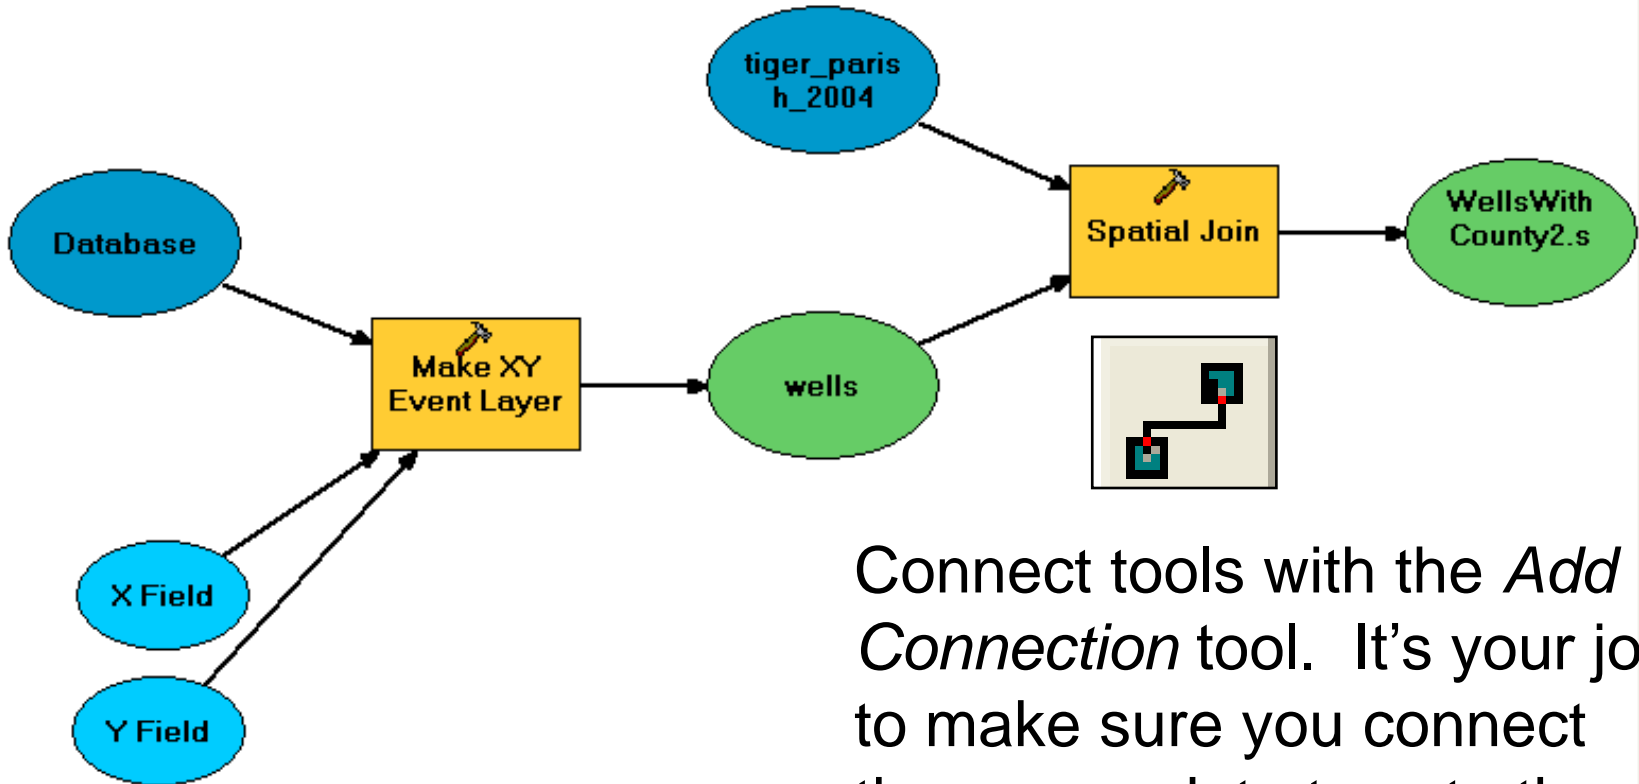 tiger_paris
h_2004
Database
Spatial Join
WellsWith
County2.s
Make XY
Event Layer
wells
X Field
Y Field
Connect tools with the Add
Connection tool. It's your jo
to make sure you connect